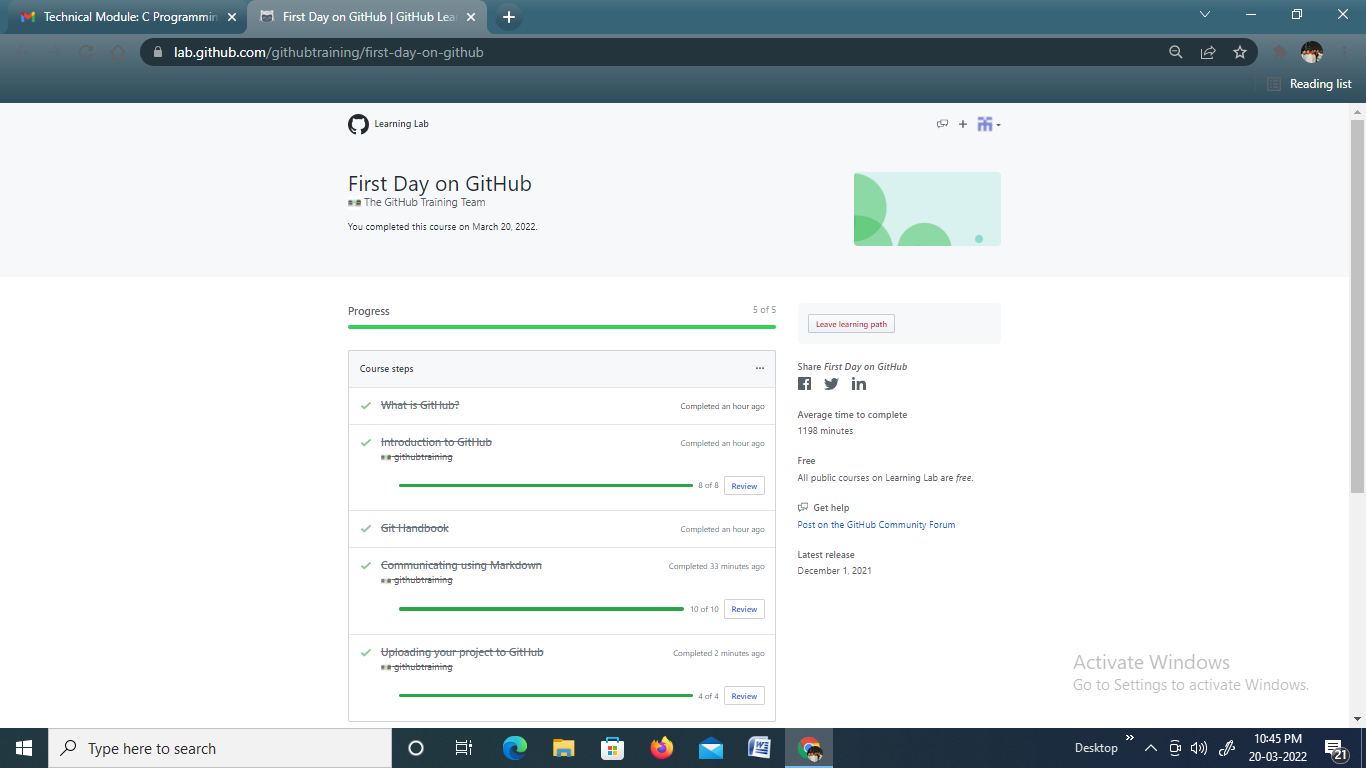 Technical Module: C Programmin
First Day on GitHub | GitHub Lea
lab.github.com/githubtraining/first-day-on-github
Reading list
Learning Lab
First Day on GitHub
The GitHub Training Team
You completed this course on March 20, 2022.
Progress
5 of 5
Course steps
What is GitHub?
Completed an hour ago
Introduction to GitHub
Completed an hour ago
githubtraining
8 of 8
Review
Git Handbook
Completed an hour ago
Communicating using Markdown
Completed 33 minutes ago
githubtraining
10 of 10
Review
Uploading your project to GitHub
Completed 2 minutes ago
githubtraining
4 of 4
Review
Leave learning path
Share First Day on GitHub
Average time to complete
1198 minutes
Free
All public courses on Learning Lab are free.
Get help
Post on the GitHub Community Forum
Latest release
December 1, 2021
Activate Windows
Go to Settings to activate Windows.
Type here to search
Desktop
10:45 PM
20-03-2022
21